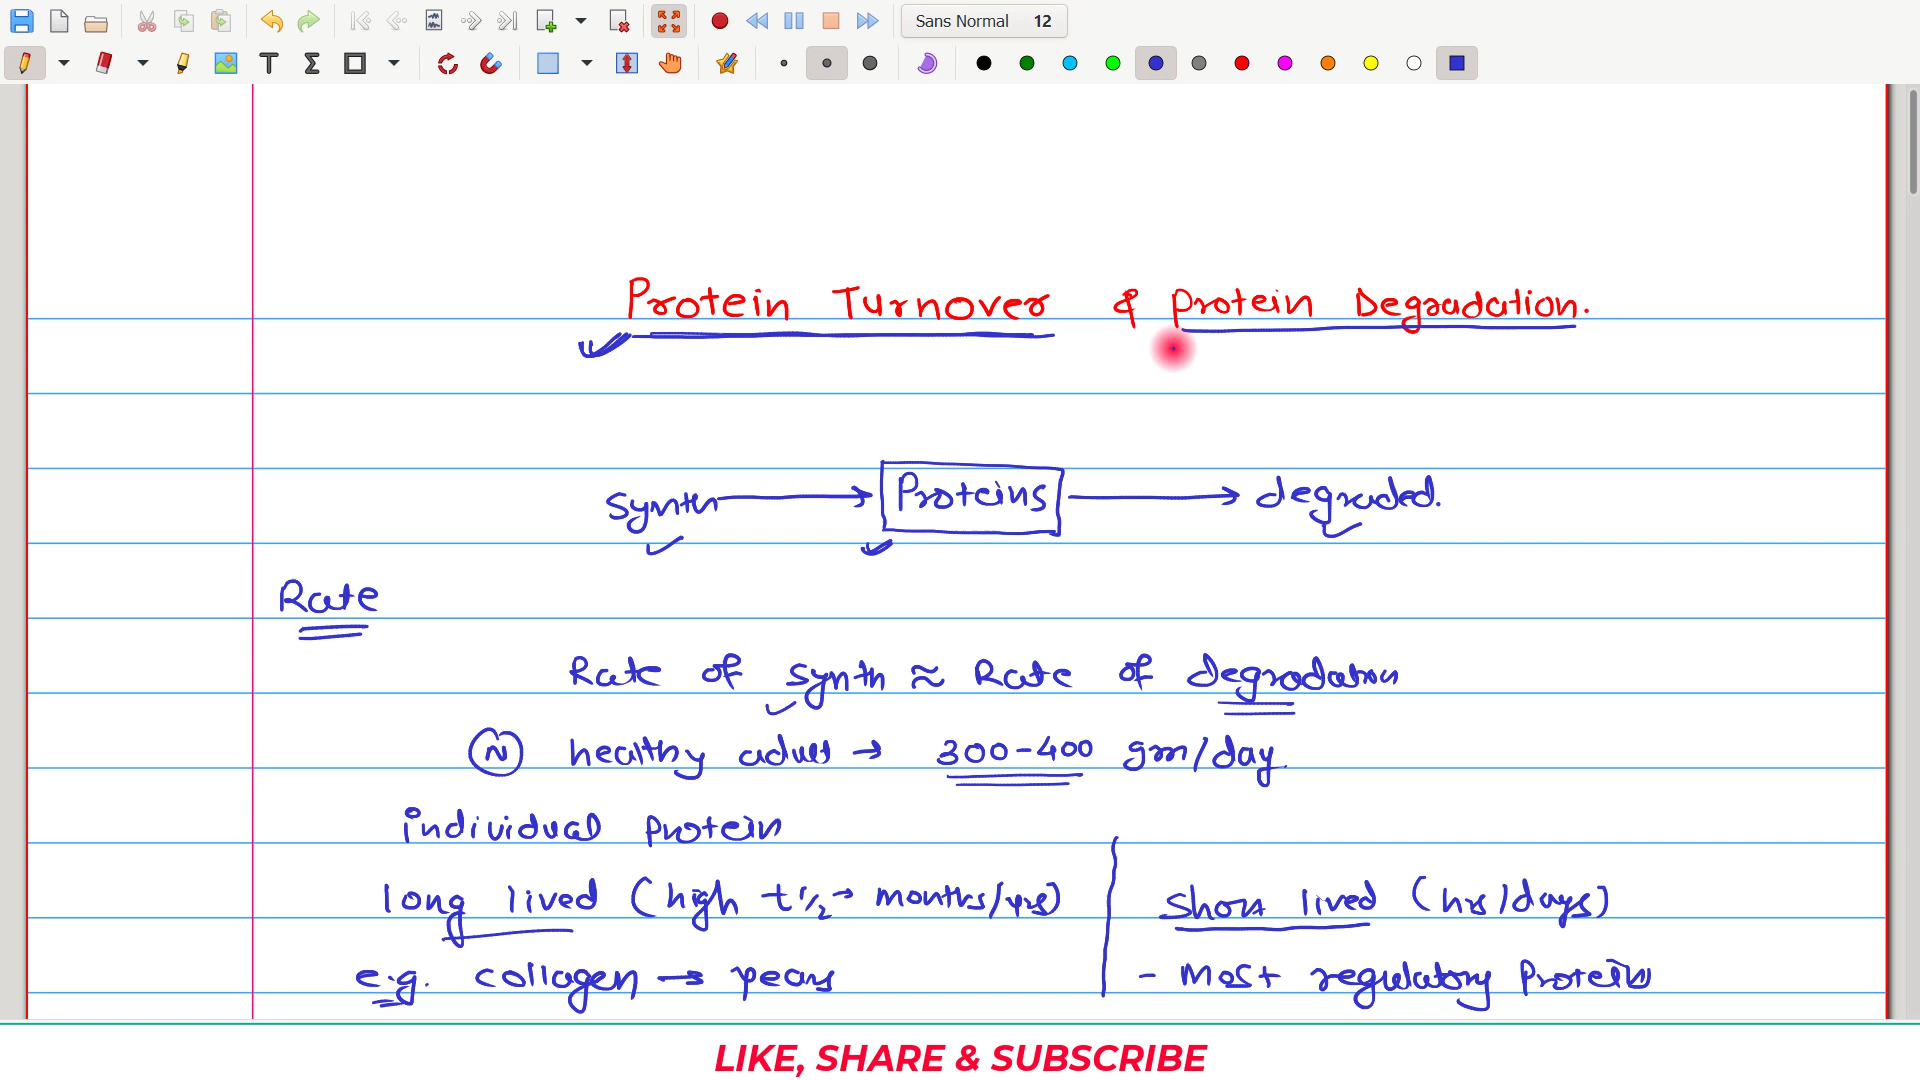 Sans Normal 12
Protein Turnover & Protein Degradation.
Synth → Proteins → degraded.
Rate
Rate of synth ≈ Rate of degradation
(N) healthy adult → 300-400 gm/day.
individual protein
long lived (high t½→ months/yrs)
short lived (hrs/days)
e.g. collagen → years
- Most regulatory Proteins
LIKE, SHARE & SUBSCRIBE